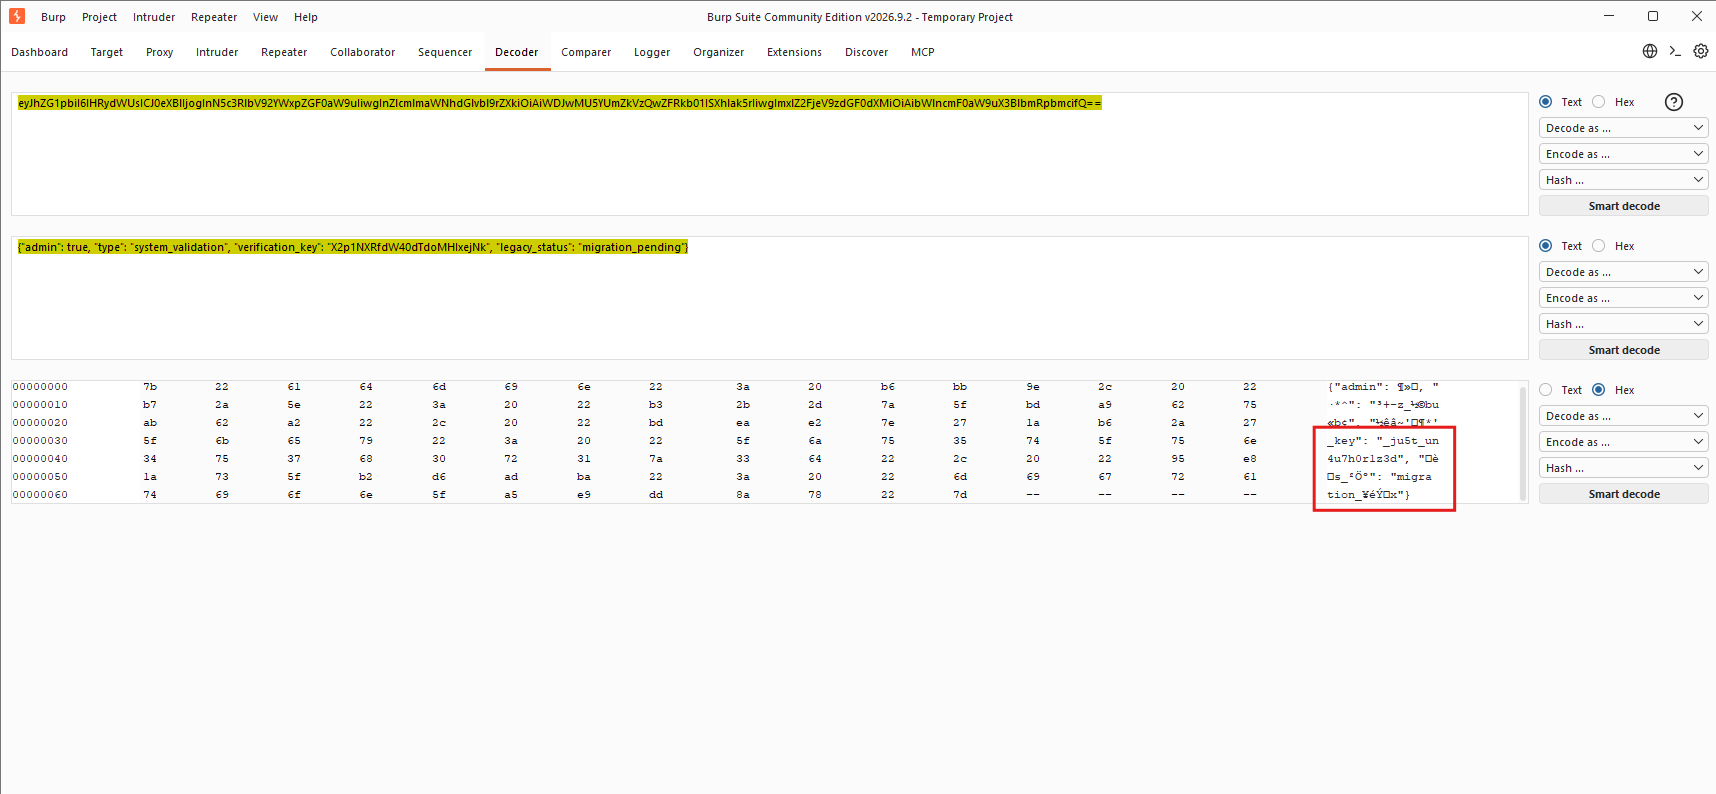 Burp Project Intruder Repeater View Help
Burp Suite Community Edition v2026.9.2 - Temporary Project
Dashboard Target Proxy Intruder Repeater Collaborator Sequencer Decoder Comparer Logger Organizer Extensions Discover MCP
eyJhZG1pbiI6IHRydWUsICJ0eXBlIjogInN5c3RlbV92YWxpZGF0aW9uIiwgInZlcmlmaWNhdGlvbl9rZXkiOiAiWDJwMU5YUmZkVzQwZFRkb01ISXhlak5rIiwgImxlZ2FjeV9zdGF0dXMiOiAibWlncmF0aW9uX3BlbmRpbmcifQ==
Text Hex ?
Decode as ...
Encode as ...
Hash ...
Smart decode
{"admin": true, "type": "system_validation", "verification_key": "X2p1NXRfdW40dTdoMHIxejNk", "legacy_status": "migration_pending"}
Text Hex
Decode as ...
Encode as ...
Hash ...
Smart decode
00000000 7b 22 61 64 6d 69 6e 22 3a 20 b6 bb 9e 2c 20 22 {"admin": ¶»□, "
00000010 b7 2a 5e 22 3a 20 22 b3 2b 2d 7a 5f bd a9 62 75 ·*^": "³+-z_½©bu
00000020 ab 62 a2 22 2c 20 22 bd ea e2 7e 27 1a b6 2a 27 «b¢", "½êâ~'□¶*'
00000030 5f 6b 65 79 22 3a 20 22 5f 6a 75 35 74 5f 75 6e _key": "_ju5t_un
00000040 34 75 37 68 30 72 31 7a 33 64 22 2c 20 22 95 e8 4u7h0r1z3d", "□è
00000050 1a 73 5f b2 d6 ad ba 22 3a 20 22 6d 69 67 72 61 □s_²Öº": "migra
00000060 74 69 6f 6e 5f a5 e9 dd 8a 78 22 7d -- -- -- -- tion_¥éÝ□x"}
Text Hex
Decode as ...
Encode as ...
Hash ...
Smart decode